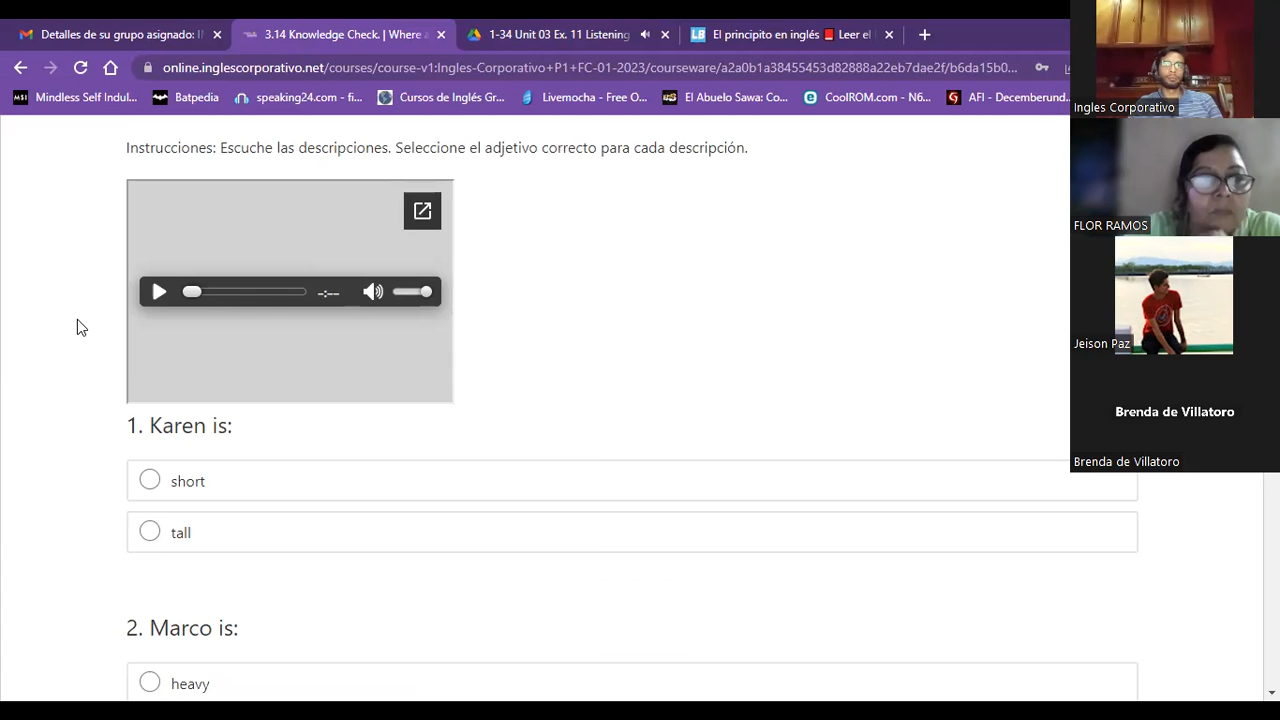 Detalles de su grupo asignado: I
3.14 Knowledge Check. | Where a
1-34 Unit 03 Ex. 11 Listening
LB El principito en inglés Leer el
online.inglescorporativo.net/courses/course-v1:InglesCorporativo+P1+FC-01-2023/courseware/a2a0b1a38455453d82888a22eb7dae2f/b6da15b0...
Mindless Self Indul...
Batpedia
speaking24.com - fi...
Cursos de Inglés Gr...
Livemocha - Free O...
El Abuelo Sawa: Co...
CoolROM.com - N6...
AFI - Decemberund...
Instrucciones: Escuche las descripciones. Seleccione el adjetivo correcto para cada descripción.
-:--
1. Karen is:
short
tall
2. Marco is:
heavy
Ingles Corporativo
FLOR RAMOS
Jeison Paz
Brenda de Villatoro
Brenda de Villatoro